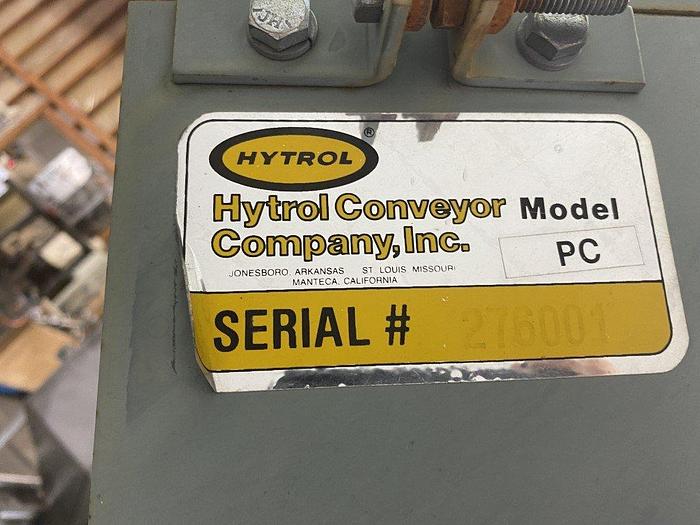 HYTROL
®
Hytrol Conveyor
Company, Inc.
Model
PC
JONESBORO, ARKANSAS ST LOUIS MISSOURI
MANTECA, CALIFORNIA
SERIAL # 276001